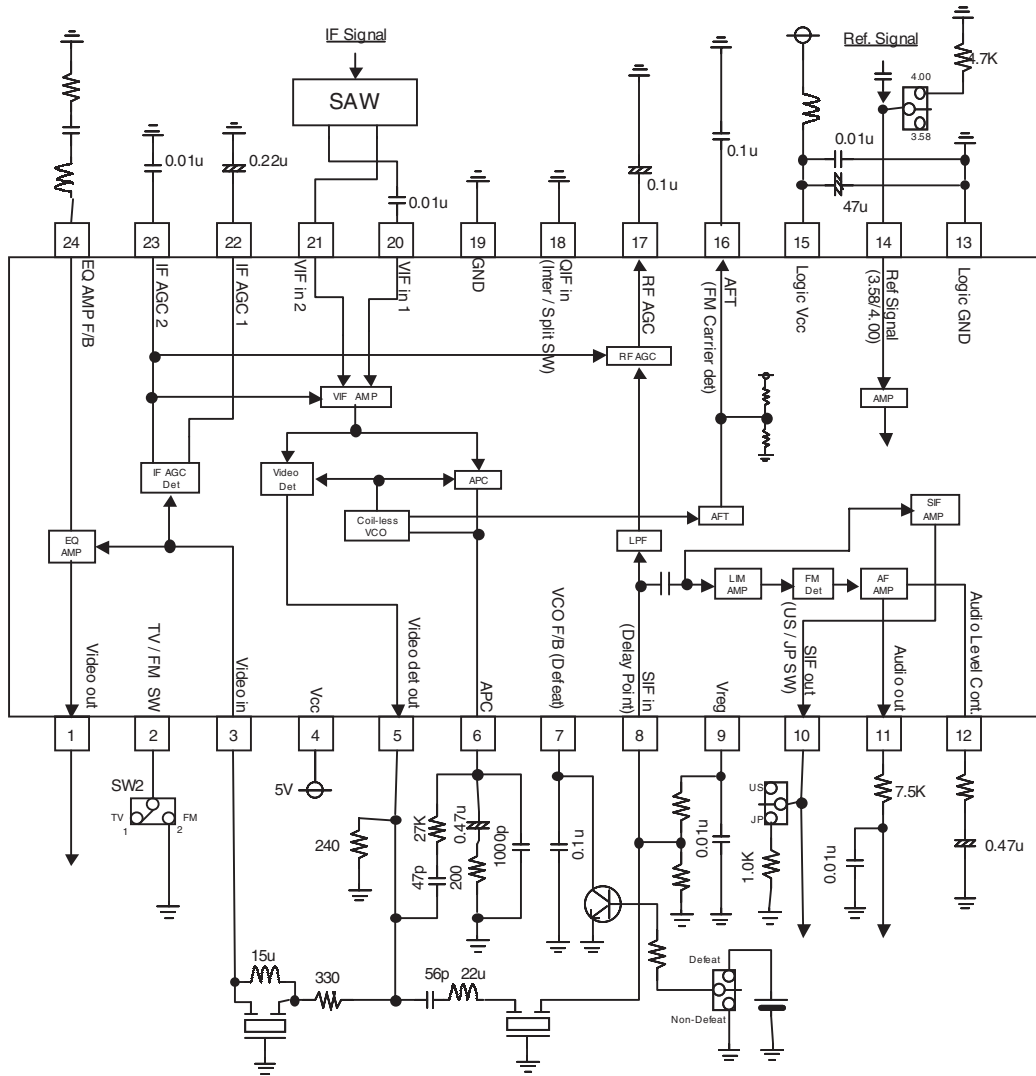 IF Signal
Ref. Signal
4.7K
4.00
3.58
SAW
0.01u
0.22u
0.01u
0.1u
0.1u
0.01u
47u
24
23
22
21
20
19
18
17
16
15
14
13
EQ AMP F/B
IF AGC 2
IF AGC 1
VIF in 2
VIF in 1
GND
QIF in
(Inter / Split SW)
RF AGC
AFT
(FM Carrier det)
Logic Vcc
Ref Signal
(3.58/4.00)
Logic GND
RF AGC
VIF AMP
AMP
IF AGC
Det
Video
Det
APC
Coil-less
VCO
AFT
SIF
AMP
EQ
AMP
LPF
LIM
AMP
FM
Det
AF
AMP
Video out
TV / FM SW
Video in
Vcc
Video det out
APC
VCO F/B (Defeat)
SIF in
(Delay Point)
Vreg
SIF out
(US / JP SW)
Audio out
Audio Level Cont.
1
2
3
4
5
6
7
8
9
10
11
12
SW2
TV
1
FM
2
5V
240
27K
47p
0.47u
200
1000p
0.1u
0.01u
US
JP
1.0K
7.5K
0.01u
0.47u
15u
330
56p
22u
Defeat
Non-Defeat